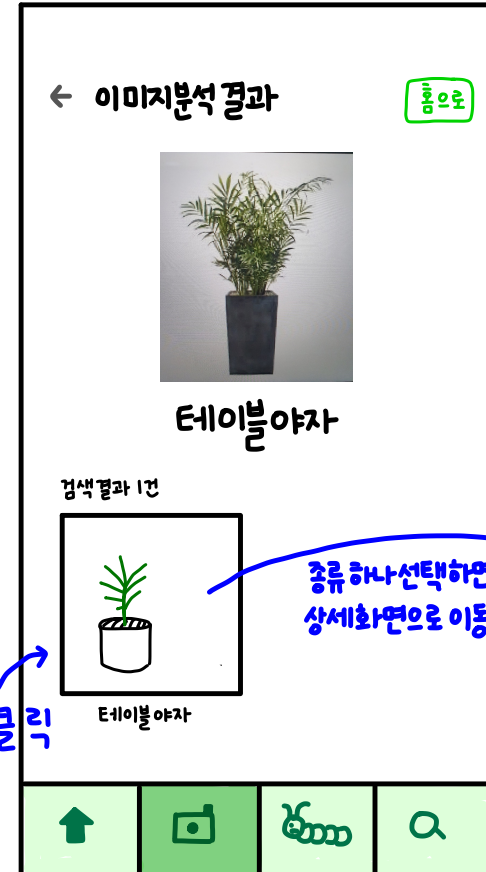 이미지분석 결과
홈으로
테이블야자
검색결과 1건
종류 하나 선택하면
상세화면으로 이동
클릭
테이블야자